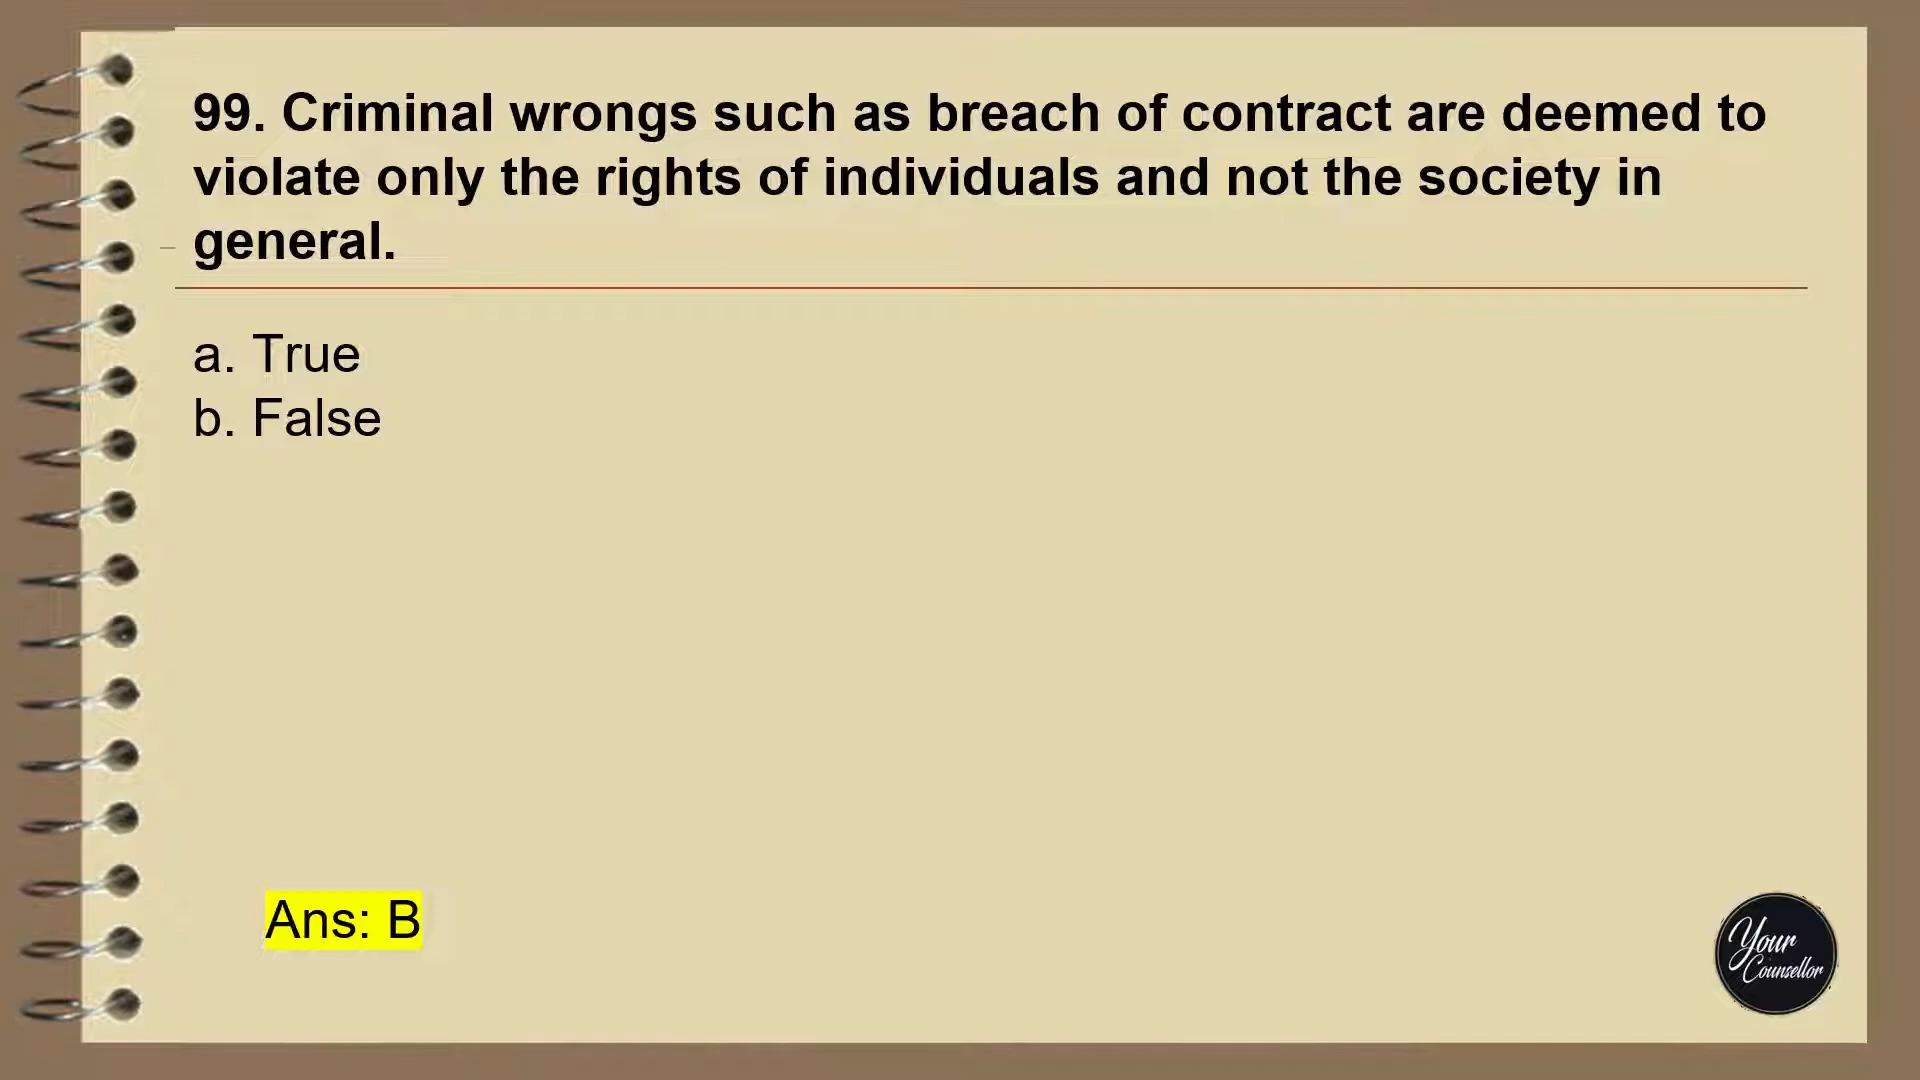 99. Criminal wrongs such as breach of contract are deemed to
violate only the rights of individuals and not the society in
general.
a. True
b. False
Ans: B
Your
Counsellor